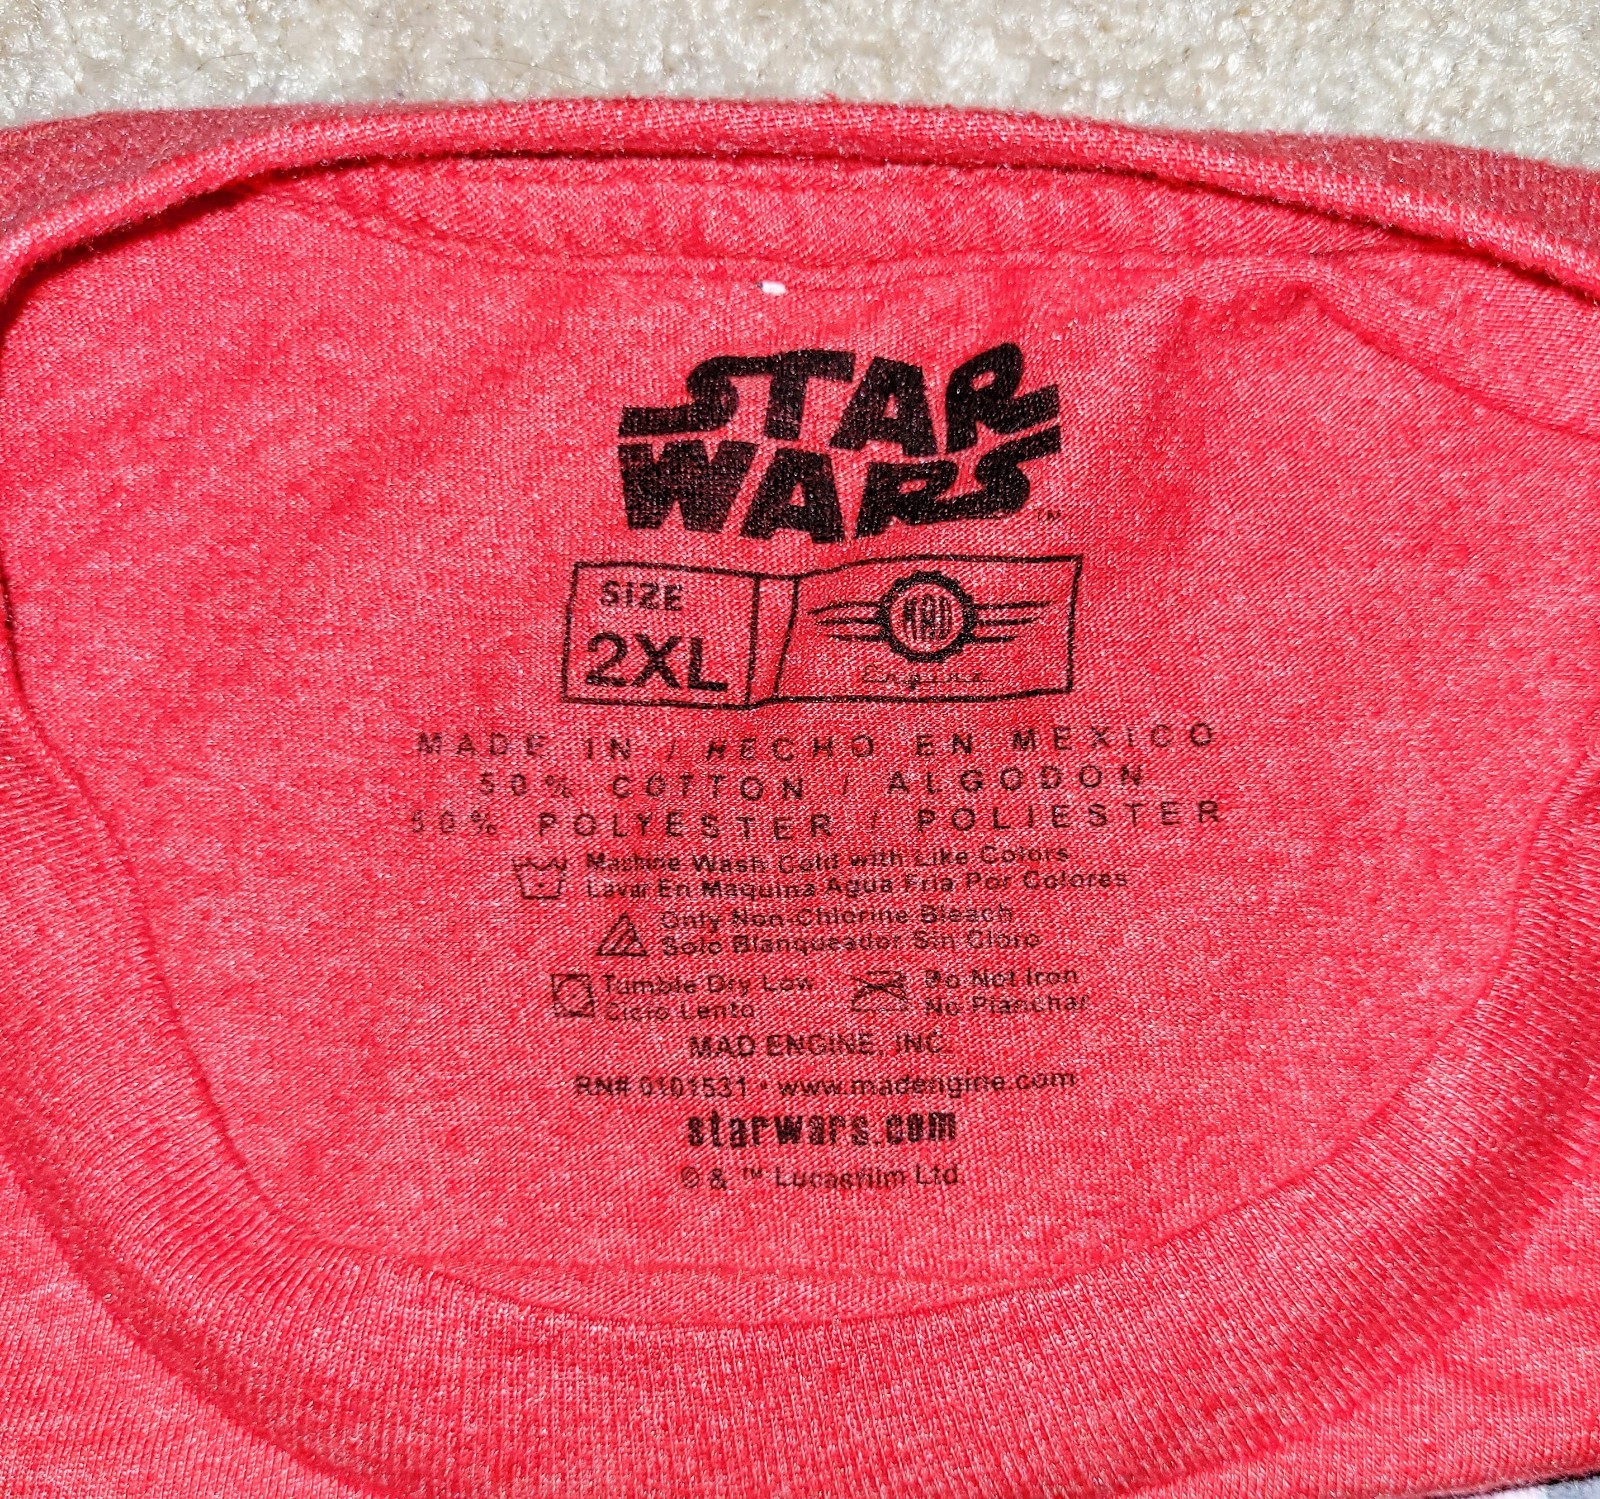 STAR
WARS™
SIZE
2XL
MAD
Engine
MADE IN / HECHO EN MEXICO
50% COTTON / ALGODON
50% POLYESTER / POLIESTER
Machine Wash Cold with Like Colors
Lavar En Maquina Agua Fria Por Colores
Only Non-Chlorine Bleach
Solo Blanqueador Sin Cloro
Tumble Dry Low
Ciclo Lento
Do Not Iron
No Planchar
MAD ENGINE, INC.
RN# 0101531 • www.madengine.com
starwars.com
© & ™ Lucasfilm Ltd.